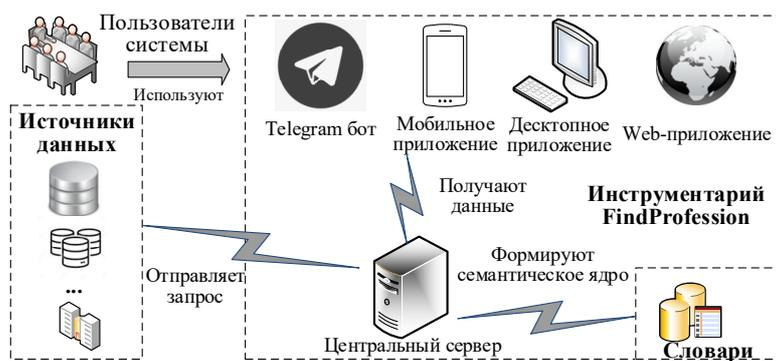 Пользователи
системы
Используют
Источники
данных
...
Telegram бот
Мобильное
приложение
Десктопное
приложение
Web-приложение
Получают
данные
Инструментарий
FindProfession
Отправляет
запрос
Формируют
семантическое ядро
Центральный сервер
Словари